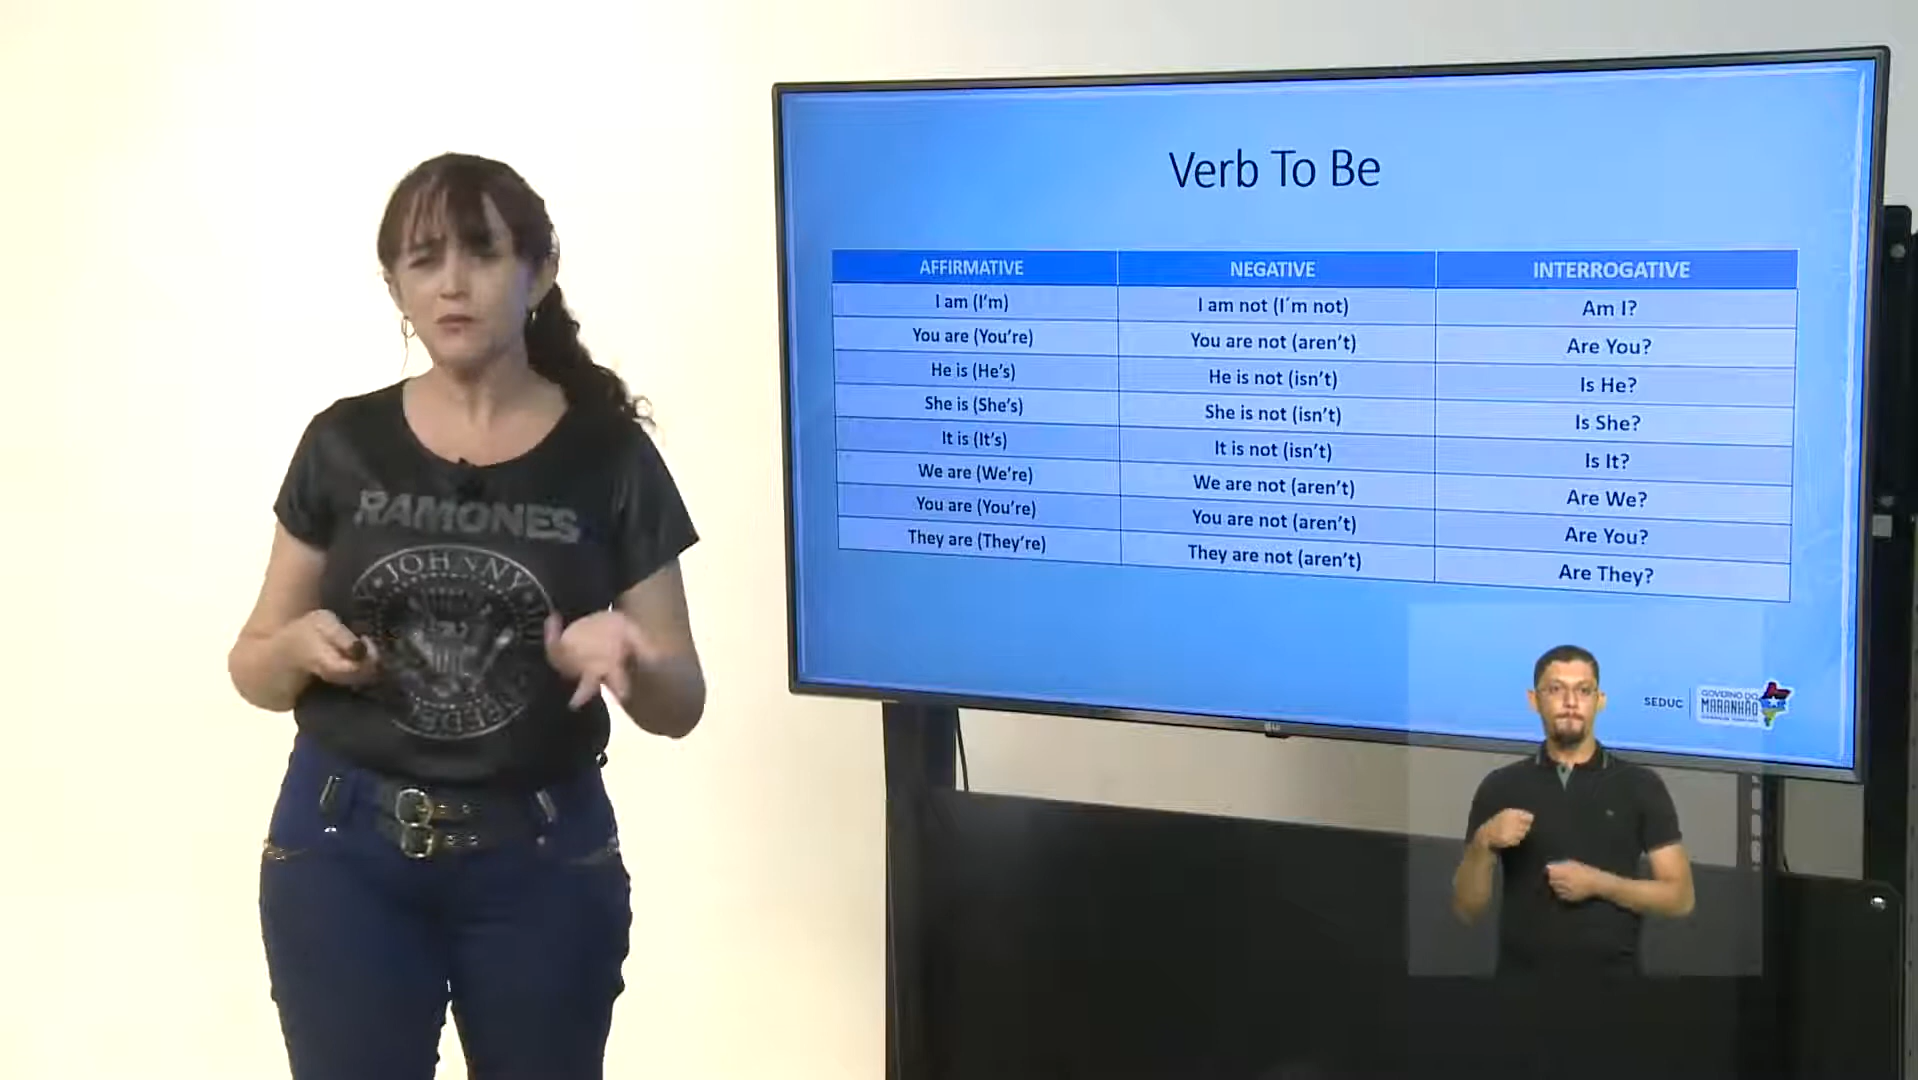 Verb To Be
AFFIRMATIVE NEGATIVE INTERROGATIVE
I am (I'm) I am not (I´m not) Am I?
You are (You're) You are not (aren't) Are You?
He is (He's) He is not (isn't) Is He?
She is (She's) She is not (isn't) Is She?
It is (It's) It is not (isn't) Is It?
We are (We're) We are not (aren't) Are We?
You are (You're) You are not (aren't) Are You?
They are (They're) They are not (aren't) Are They?
RAMONES
JOHNNY
SEDUC
GOVERNO DO
MARANHÃO